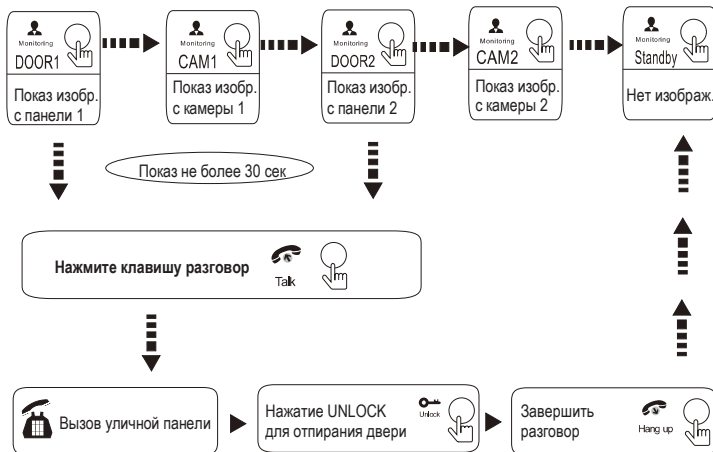 Monitoring
DOOR1
Показ изобр.
с панели 1
Monitoring
CAM1
Показ изобр.
с камеры 1
Monitoring
DOOR2
Показ изобр.
с панели 2
Monitoring
CAM2
Показ изобр.
с камеры 2
Monitoring
Standby
Нет изображ.
Показ не более 30 сек
Нажмите клавишу разговор
Talk
Вызов уличной панели
Нажатие UNLOCK
для отпирания двери
Unlock
Завершить
разговор
Hang up